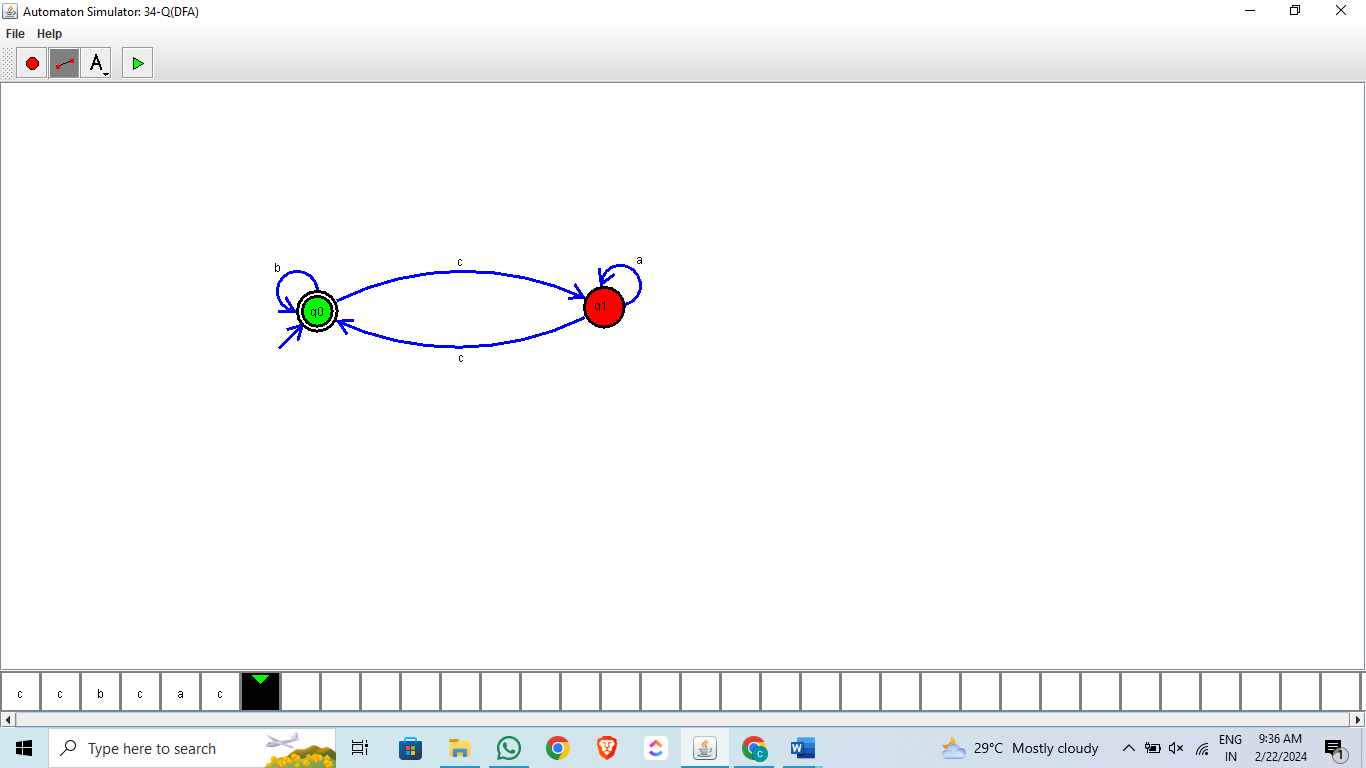 Automaton Simulator: 34-Q(DFA)
File Help
A
b
c
a
q0
q1
c
c c b c a c
Type here to search
29°C Mostly cloudy
ENG
IN
9:36 AM
2/22/2024
1